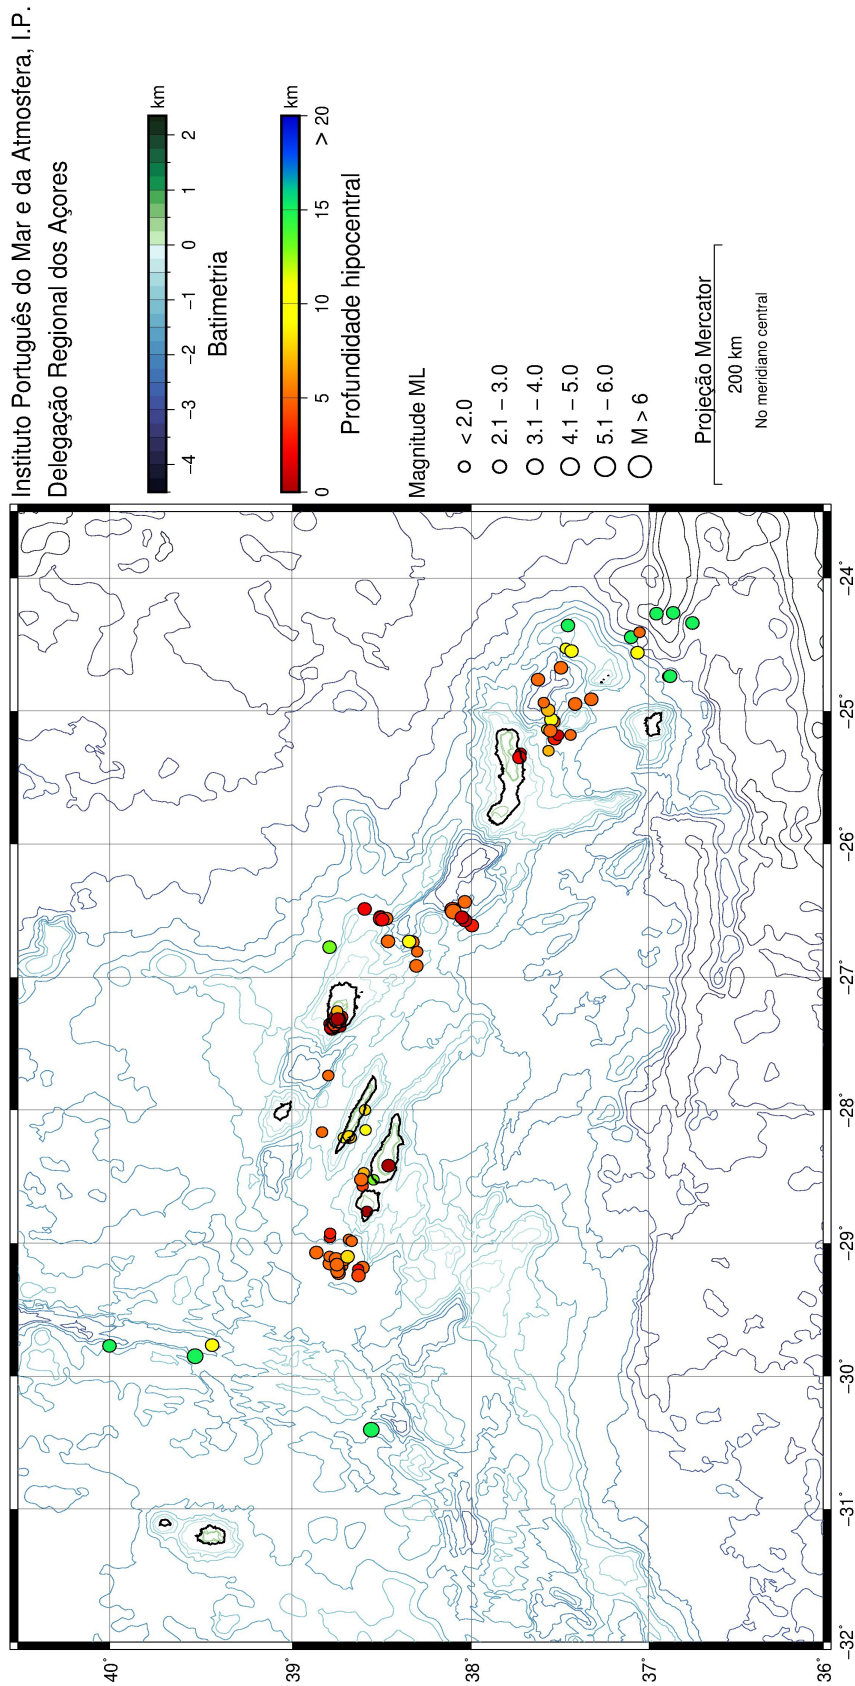 Instituto Português do Mar e da Atmosfera, I.P.
Delegação Regional dos Açores
km
−4 −3 −2 −1 0 1 2
Batimetria
km
0 5 10 15 > 20
Profundidade hipocentral
Magnitude ML
< 2.0
2.1 − 3.0
3.1 − 4.0
4.1 − 5.0
5.1 − 6.0
M > 6
Projeção Mercator
200 km
No meridiano central
40˚
39˚
38˚
37˚
36˚
−32˚ −31˚ −30˚ −29˚ −28˚ −27˚ −26˚ −25˚ −24˚